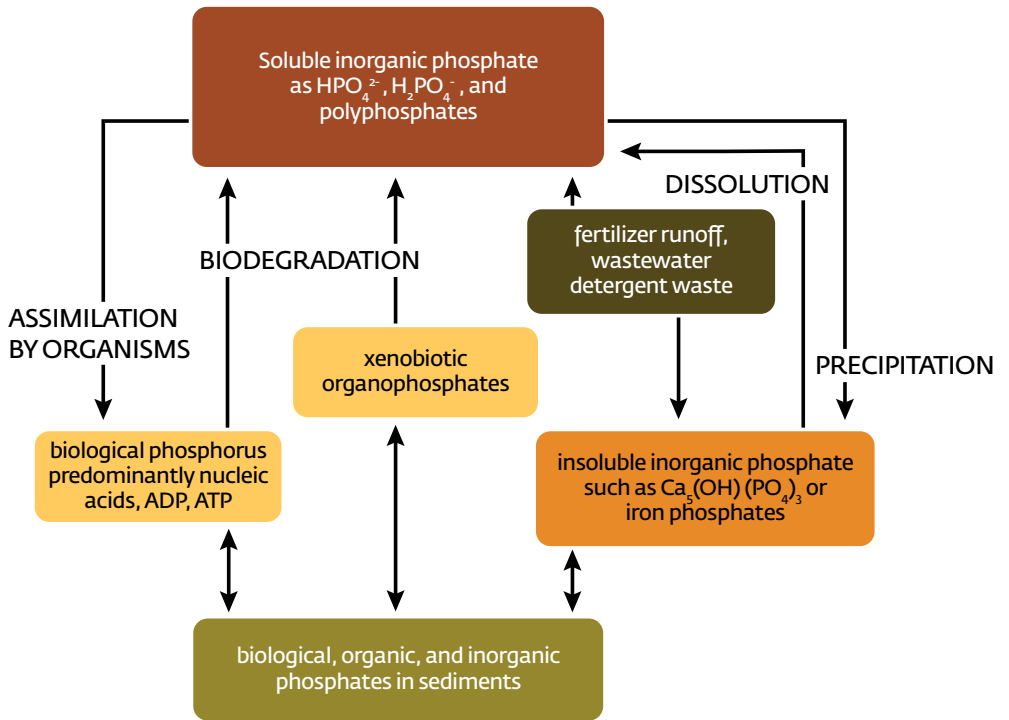 Soluble inorganic phosphate
as HPO₄²⁻, H₂PO₄⁻, and
polyphosphates
DISSOLUTION
fertilizer runoff,
wastewater
detergent waste
BIODEGRADATION
ASSIMILATION
BY ORGANISMS
xenobiotic
organophosphates
PRECIPITATION
biological phosphorus
predominantly nucleic
acids, ADP, ATP
insoluble inorganic phosphate
such as Ca₅(OH) (PO₄)₃ or
iron phosphates
biological, organic, and inorganic
phosphates in sediments